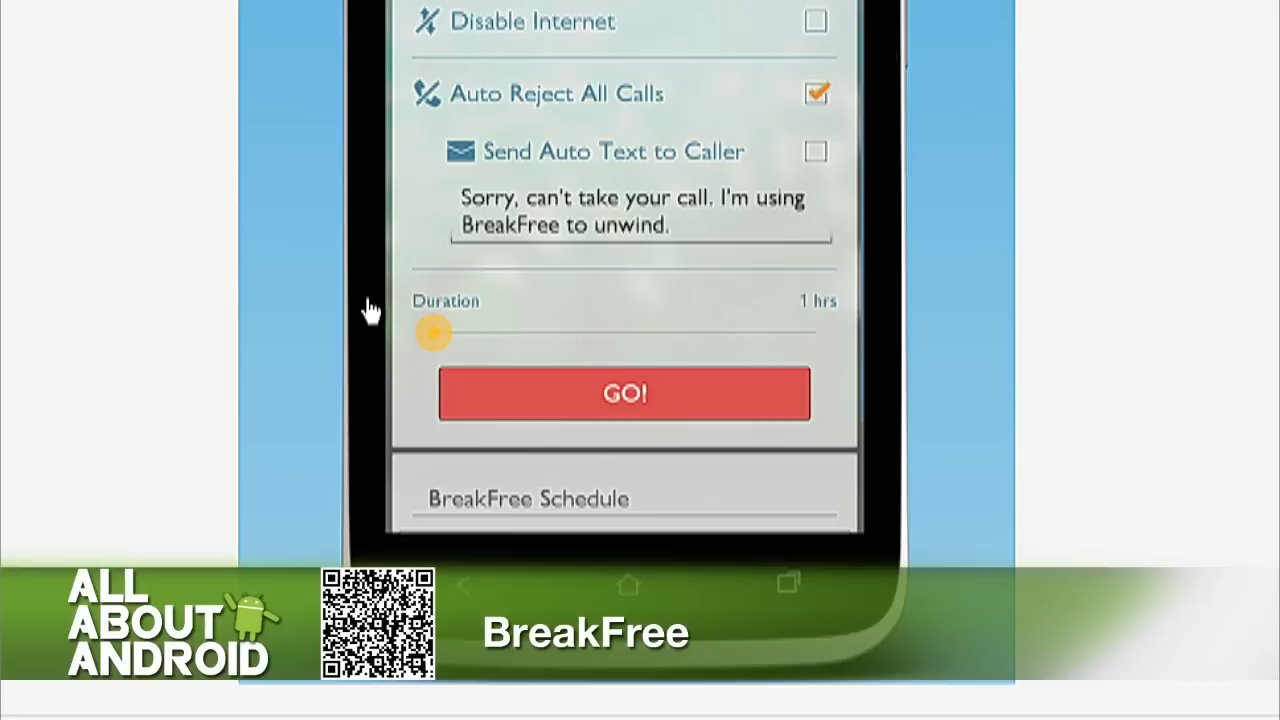 Disable Internet
Auto Reject All Calls
Send Auto Text to Caller
Sorry, can't take your call. I'm using
BreakFree to unwind.
Duration 1 hrs
GO!
BreakFree Schedule
ALL
ABOUT
ANDROID
BreakFree